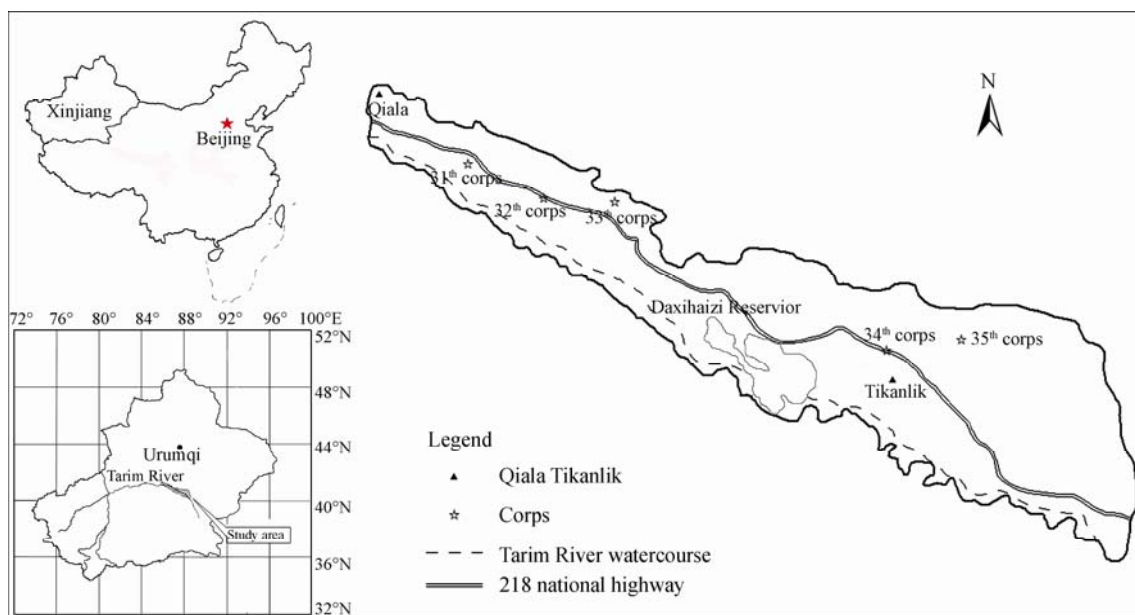 Xinjiang
Beijing
72° 76° 80° 84° 88° 92° 96° 100°E
52°N
48°N
44°N
40°N
36°N
32°N
Urumqi
Tarim River
Study area
N
Qiala
31th corps
32th corps
33th corps
Daxihaizi Reservior
34th corps
35th corps
Tikanlik
Legend
Qiala Tikanlik
Corps
Tarim River watercourse
218 national highway